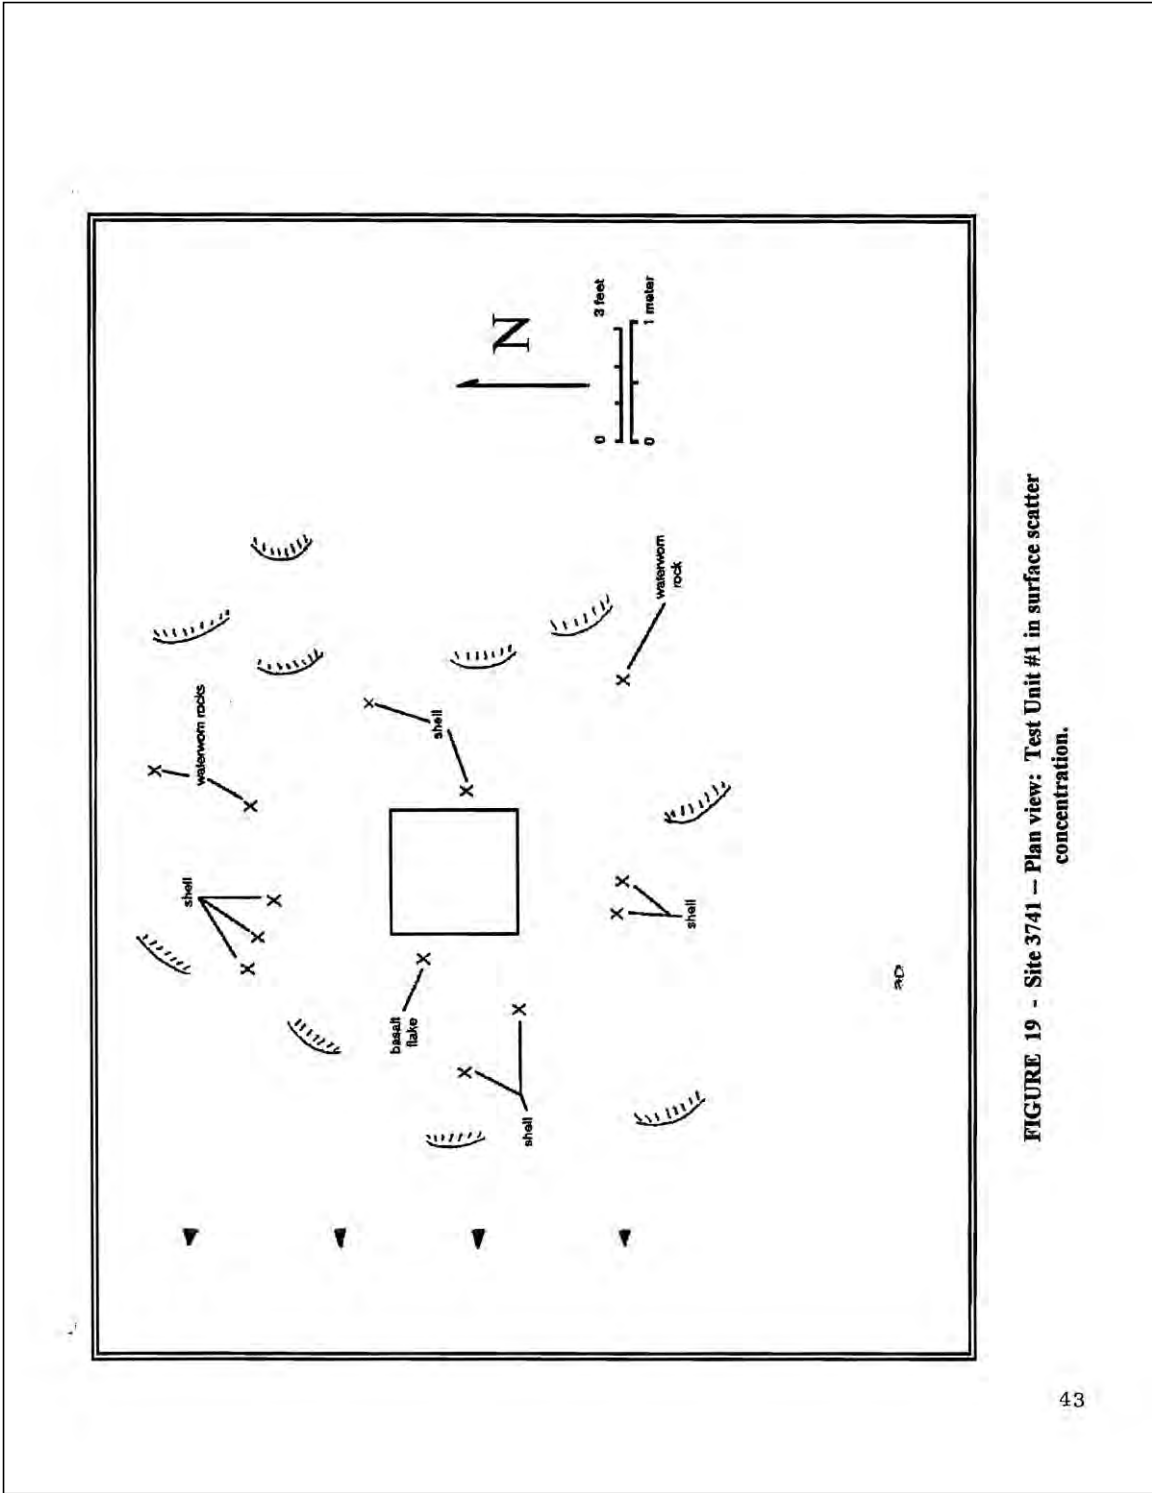 N
0 3 feet
0 1 meter
waterworn rocks
shell
shell
basalt
flake
shell
shell
waterworn
rock
FIGURE 19 - Site 3741 – Plan view: Test Unit #1 in surface scatter
concentration.
43